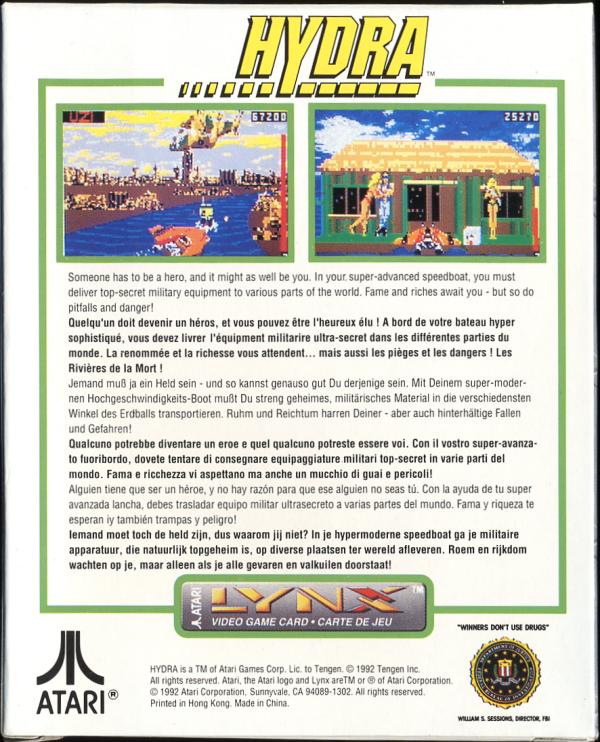 HYDRA™
UZI 67200
25270
Someone has to be a hero, and it might as well be you. In your super-advanced speedboat, you must
deliver top-secret military equipment to various parts of the world. Fame and riches await you - but so do
pitfalls and danger!
Quelqu'un doit devenir un héros, et vous pouvez être l'heureux élu ! A bord de votre bateau hyper
sophistiqué, vous devez livrer l'équipment militarire ultra-secret dans les différentes parties du
monde. La renommée et la richesse vous attendent... mais aussi les pièges et les dangers ! Les
Rivières de la Mort !
Jemand muß ja ein Held sein - und so kannst genauso gut Du derjenige sein. Mit Deinem super-moder-
nen Hochgeschwindigkeits-Boot mußt Du streng geheimes, militärisches Material in die verschiedensten
Winkel des Erdballs transportieren. Ruhm und Reichtum harren Deiner - aber auch hinterhältige Fallen
und Gefahren!
Qualcuno potrebbe diventare un eroe e quel qualcuno potreste essere voi. Con il vostro super-avanza-
to fuoribordo, dovete tentare di consegnare equipaggiature militari top-secret in varie parti del
mondo. Fama e ricchezza vi aspettano ma anche un mucchio di guai e pericoli!
Alguien tiene que ser un héroe, y no hay razón para que ese alguien no seas tú. Con la ayuda de tu super
avanzada lancha, debes trasladar equipo militar ultrasecreto a varias partes del mundo. Fama y riqueza te
esperan ¡y también trampas y peligro!
Iemand moet toch de held zijn, dus waarom jij niet? In je hypermoderne speedboat ga je militaire
apparatuur, die natuurlijk topgeheim is, op diverse plaatsen ter wereld afleveren. Roem en rijkdom
wachten op je, maar alleen als je alle gevaren en valkuilen doorstaat!
ATARI LYNX™
VIDEO GAME CARD • CARTE DE JEU
"WINNERS DON'T USE DRUGS"
ATARI®
HYDRA is a TM of Atari Games Corp. Lic. to Tengen. © 1992 Tengen Inc.
All rights reserved. Atari, the Atari logo and Lynx areTM or ® of Atari Corporation.
© 1992 Atari Corporation, Sunnyvale, CA 94089-1302. All rights reserved.
Printed in Hong Kong. Made in China.
WILLIAM S. SESSIONS, DIRECTOR, FBI